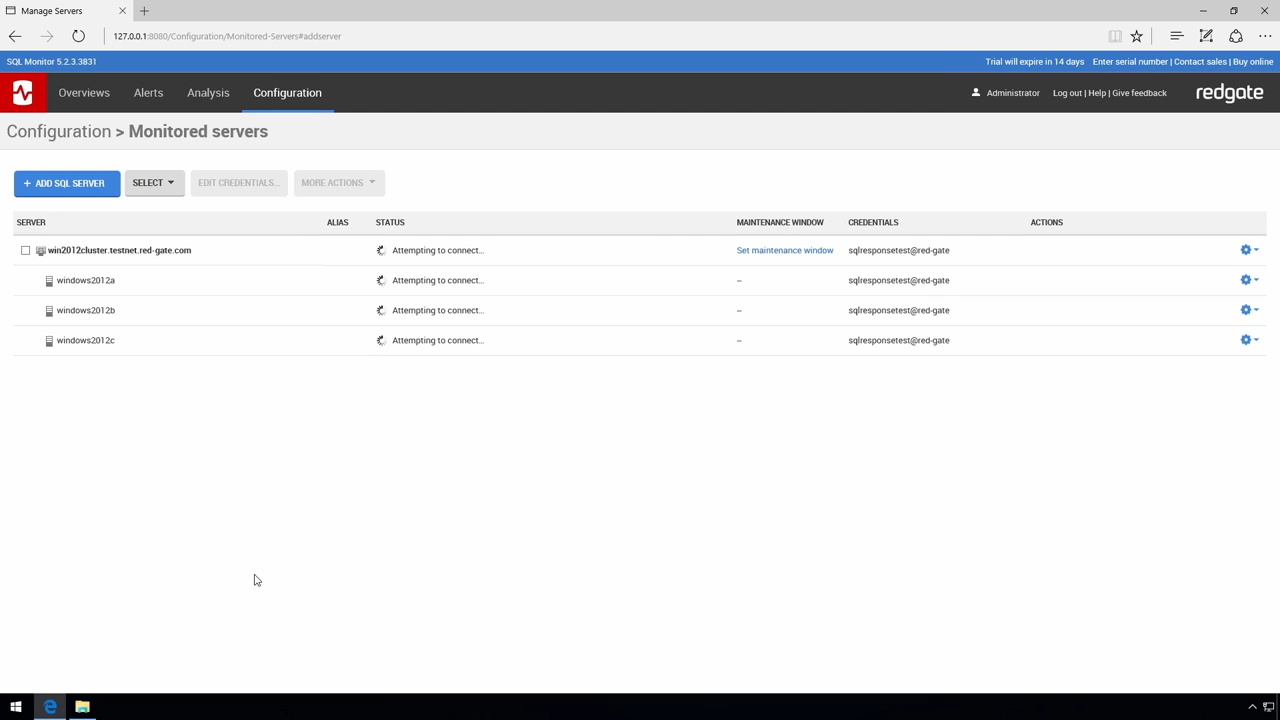 Manage Servers
127.0.0.1:8080/Configuration/Monitored-Servers#addserver
SQL Monitor 5.2.3.3831
Trial will expire in 14 days Enter serial number | Contact sales | Buy online
Overviews Alerts Analysis Configuration
Administrator Log out | Help | Give feedback redgate
Configuration > Monitored servers
+ ADD SQL SERVER SELECT EDIT CREDENTIALS... MORE ACTIONS
SERVER ALIAS STATUS MAINTENANCE WINDOW CREDENTIALS ACTIONS
win2012cluster.testnet.red-gate.com Attempting to connect... Set maintenance window sqlresponsetest@red-gate
windows2012a Attempting to connect... – sqlresponsetest@red-gate
windows2012b Attempting to connect... – sqlresponsetest@red-gate
windows2012c Attempting to connect... – sqlresponsetest@red-gate